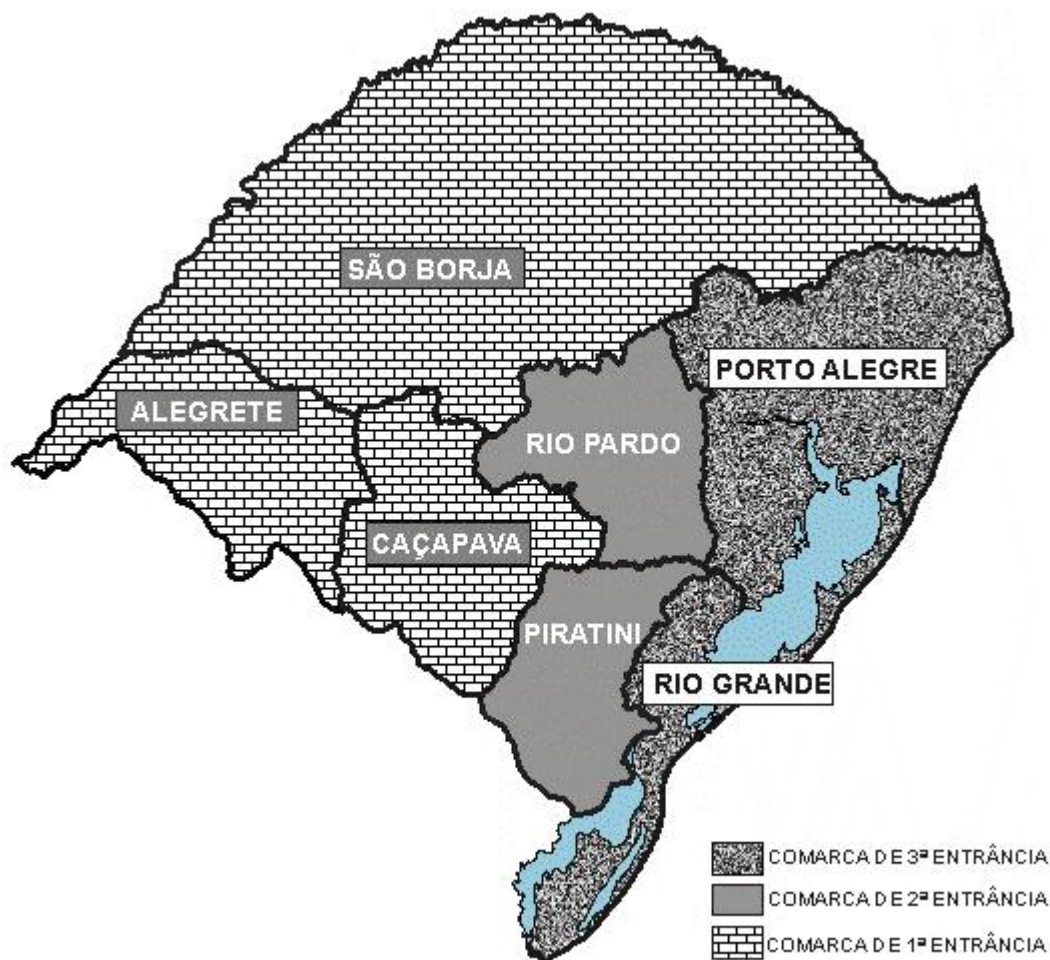 SÃO BORJA
PORTO ALEGRE
ALEGRETE
RIO PARDO
CAÇAPAVA
PIRATINI
RIO GRANDE
COMARCA DE 3ª ENTRÂNCIA
COMARCA DE 2ª ENTRÂNCIA
COMARCA DE 1ª ENTRÂNCIA